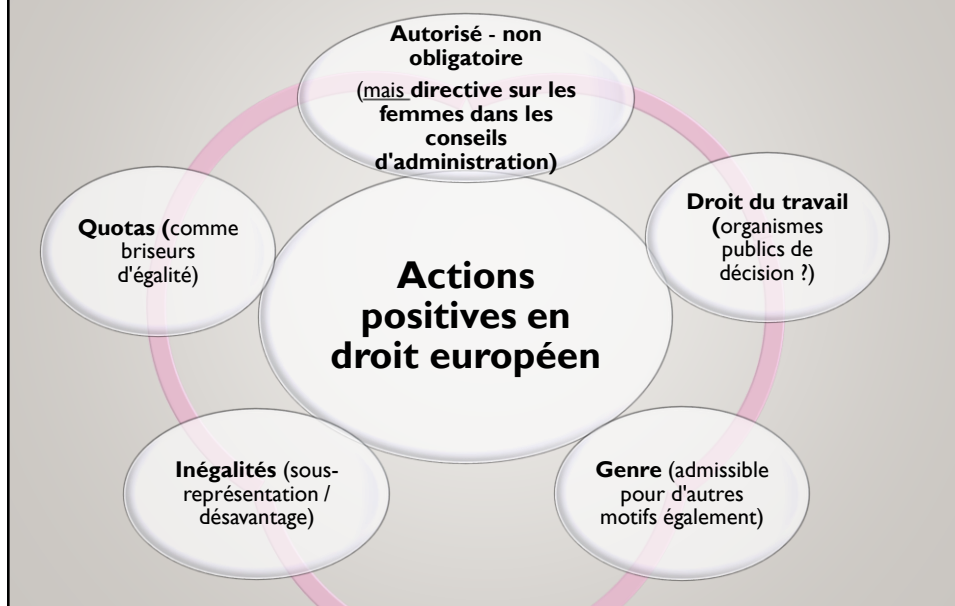 Autorisé - non
obligatoire
(mais directive sur les
femmes dans les
conseils
d'administration)
Quotas (comme
briseurs
d'égalité)
Droit du travail
(organismes
publics de
décision ?)
Actions
positives en
droit européen
Inégalités (sous-
représentation /
désavantage)
Genre (admissible
pour d'autres
motifs également)